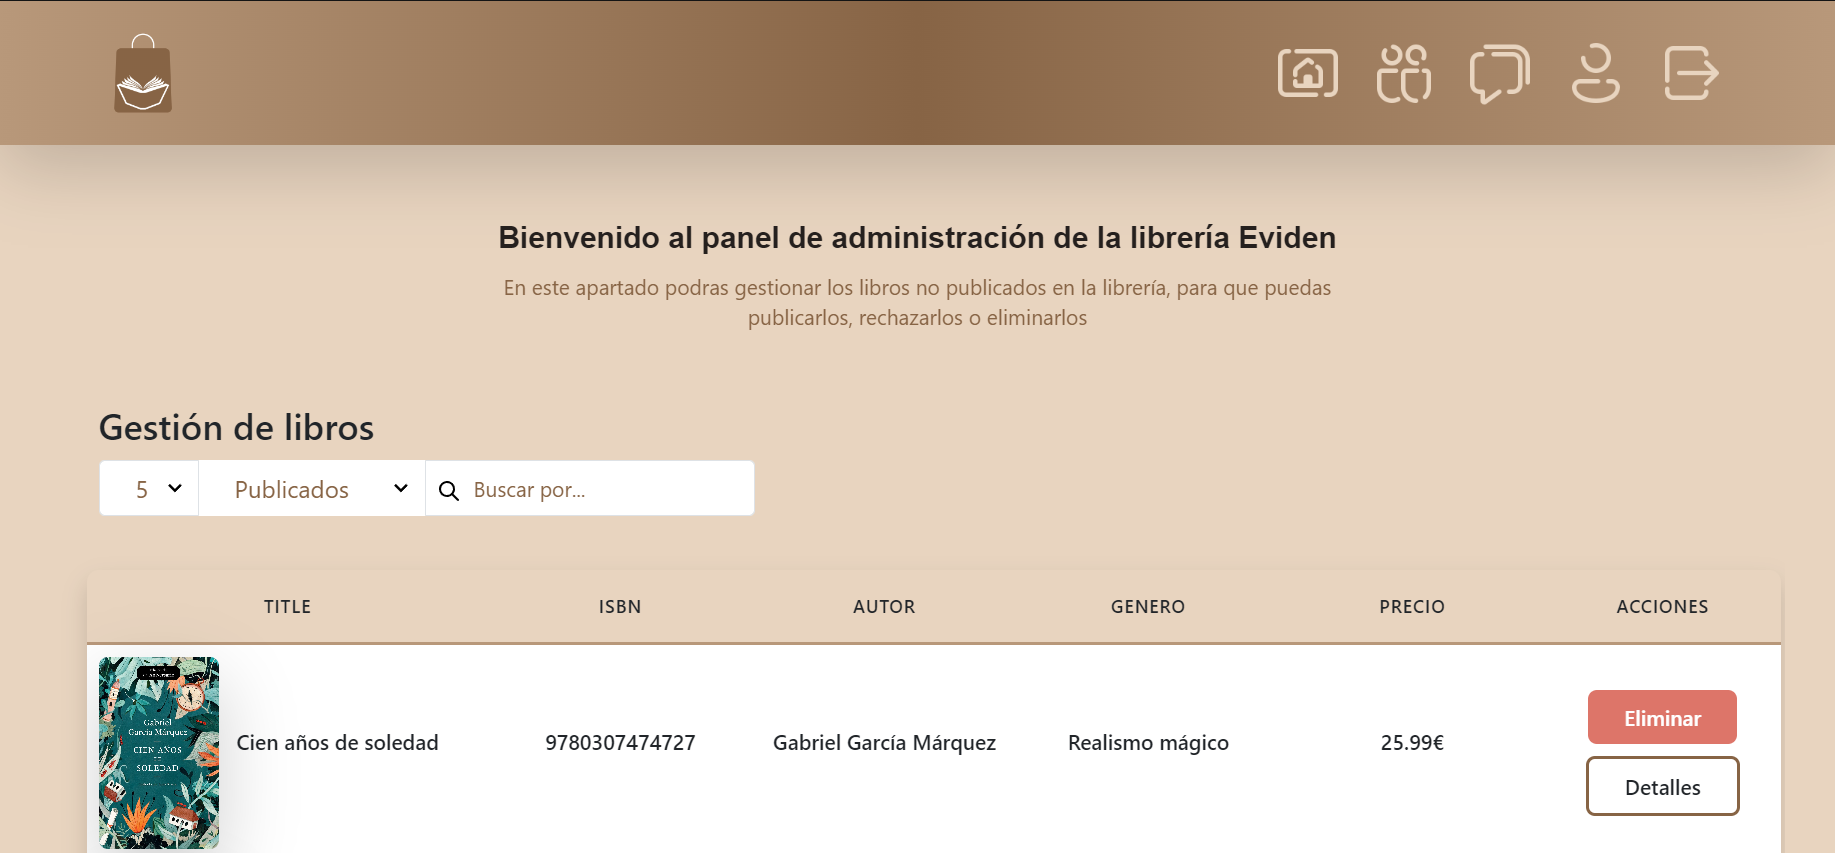 Bienvenido al panel de administración de la librería Eviden
En este apartado podras gestionar los libros no publicados en la librería, para que puedas
publicarlos, rechazarlos o eliminarlos
Gestión de libros
5 Publicados Buscar por...
TITLE ISBN AUTOR GENERO PRECIO ACCIONES
Gabriel
García Márquez
CIEN AÑOS
DE
SOLEDAD
Cien años de soledad 9780307474727 Gabriel García Márquez Realismo mágico 25.99€
Eliminar
Detalles